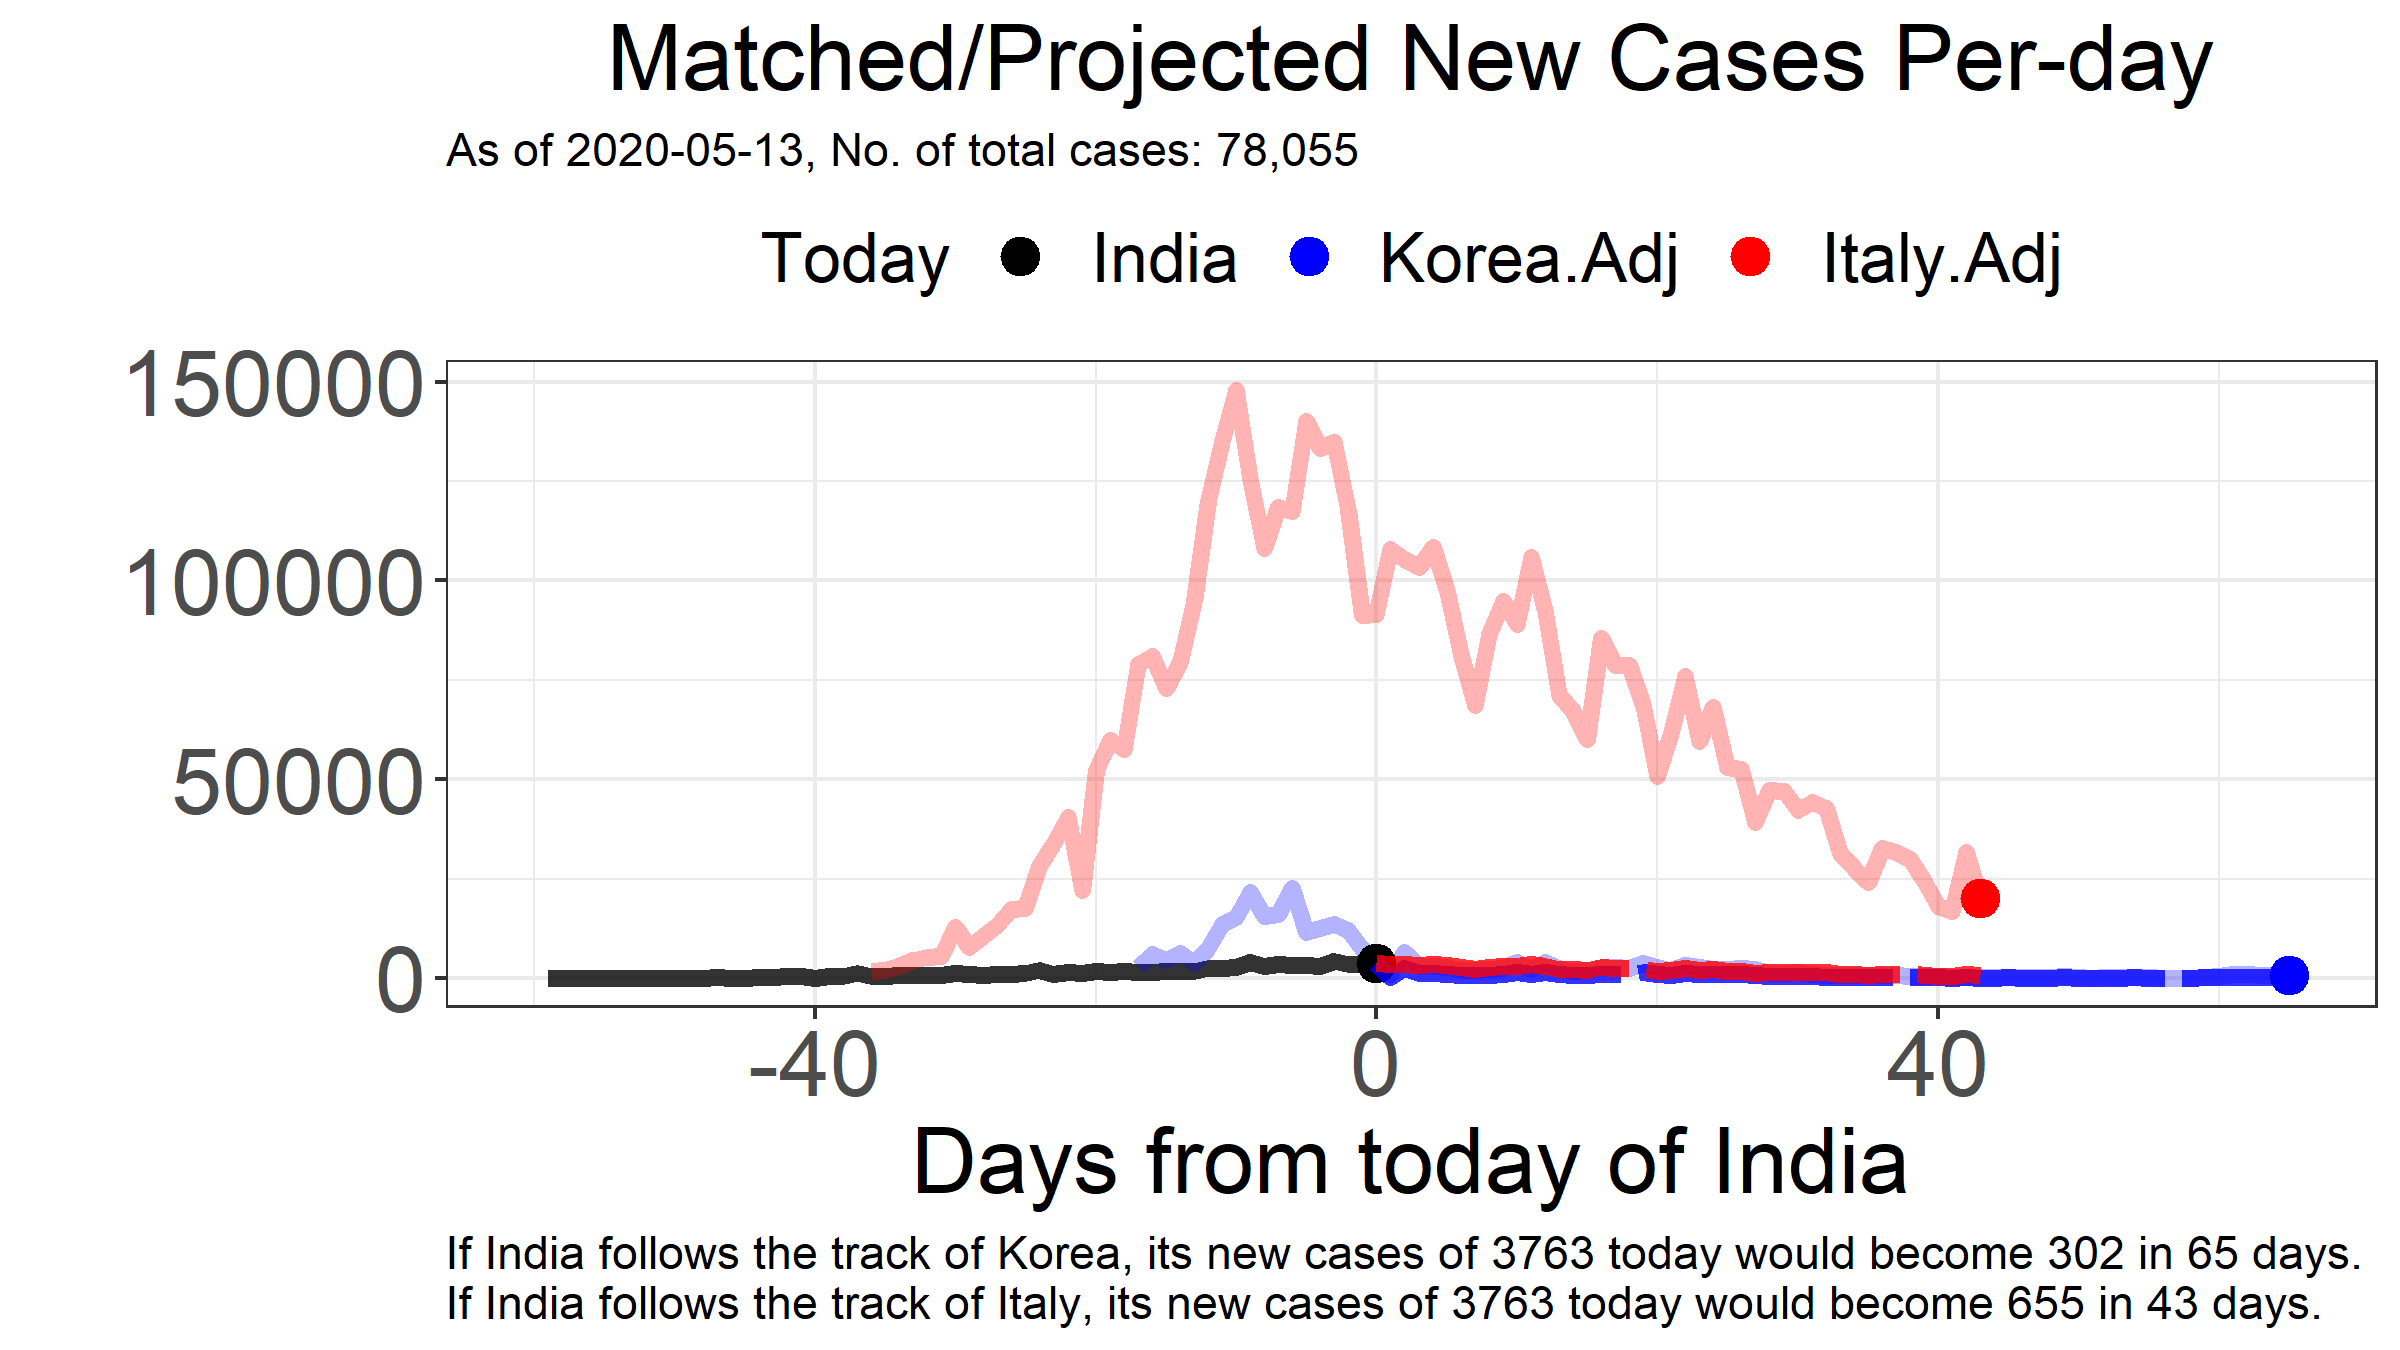 Matched/Projected New Cases Per-day
As of 2020-05-13, No. of total cases: 78,055
Today India Korea.Adj Italy.Adj
150000
100000
50000
0
-40 0 40
Days from today of India
If India follows the track of Korea, its new cases of 3763 today would become 302 in 65 days.
If India follows the track of Italy, its new cases of 3763 today would become 655 in 43 days.